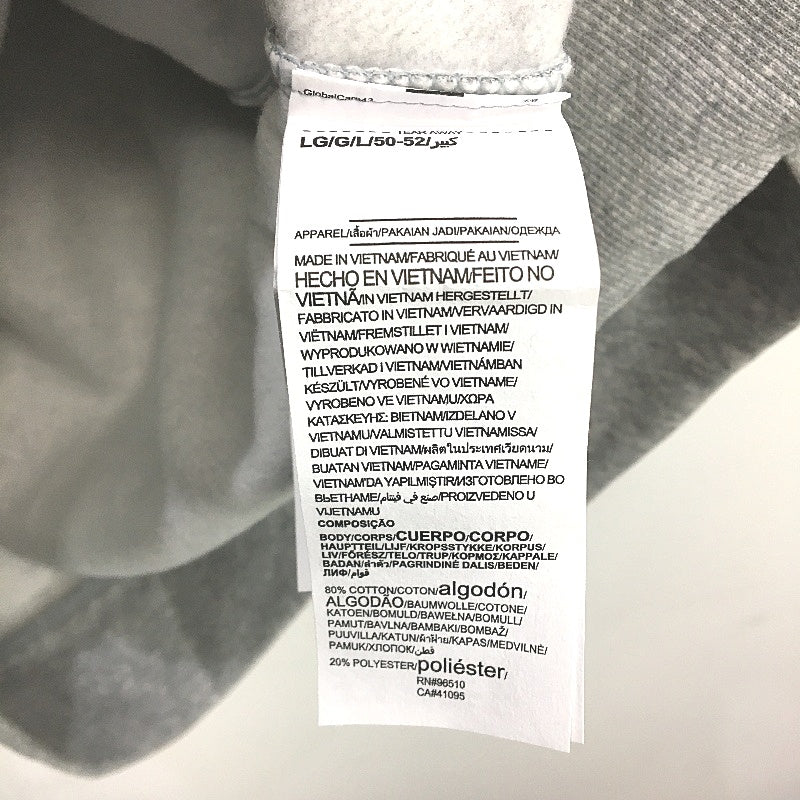 GlobalCare43
TEAR AWAY
LG/G/L/50-52/كبير
APPAREL/เสื้อผ้า/PAKAIAN JADI/PAKAIAN/ОДЕЖДА
MADE IN VIETNAM/FABRIQUÉ AU VIETNAM/
HECHO EN VIETNAM/FEITO NO
VIETNÃ/IN VIETNAM HERGESTELLT/
FABBRICATO IN VIETNAM/VERVAARDIGD IN
VIËTNAM/FREMSTILLET I VIETNAM/
WYPRODUKOWANO W WIETNAMIE/
TILLVERKAD I VIETNAM/VIETNÁMBAN
KÉSZÜLT/VYROBENÉ VO VIETNAME/
VYROBENO VE VIETNAMU/ΧΩΡΑ
ΚΑΤΑΣΚΕΥΗΣ: ΒΙΕΤΝΑΜ/IZDELANO V
VIETNAMU/VALMISTETTU VIETNAMISSA/
DIBUAT DI VIETNAM/ผลิตในประเทศเวียดนาม/
BUATAN VIETNAM/PAGAMINTA VIETNAME/
VIETNAM'DA YAPILMIŞTIR/ИЗГОТОВЛЕНО ВО
ВЬЕТНАМЕ/صنع في فيتنام/PROIZVEDENO U
VIJETNAMU
COMPOSIÇÃO
BODY/CORPS/CUERPO/CORPO/
HAUPTTEIL/LIJF/KROPSSTYKKE/KORPUS/
LIV/FŐRÉSZ/TELO/TRUP/ΚΟΡΜΟΣ/KAPPALE/
BADAN/ลำตัว/PAGRINDINĖ DALIS/BEDEN/
ЛИФ/قوام
80% COTTON/COTON/algodón/
ALGODÃO/BAUMWOLLE/COTONE/
KATOEN/BOMULD/BAWEŁNA/BOMULL/
PAMUT/BAVLNA/BAMBAKI/BOMBAŽ/
PUUVILLA/KATUN/ผ้าฝ้าย/KAPAS/MEDVILNĖ/
PAMUK/ХЛОПОК/قطن
20% POLYESTER/poliéster/
RN#96510
CA#41095